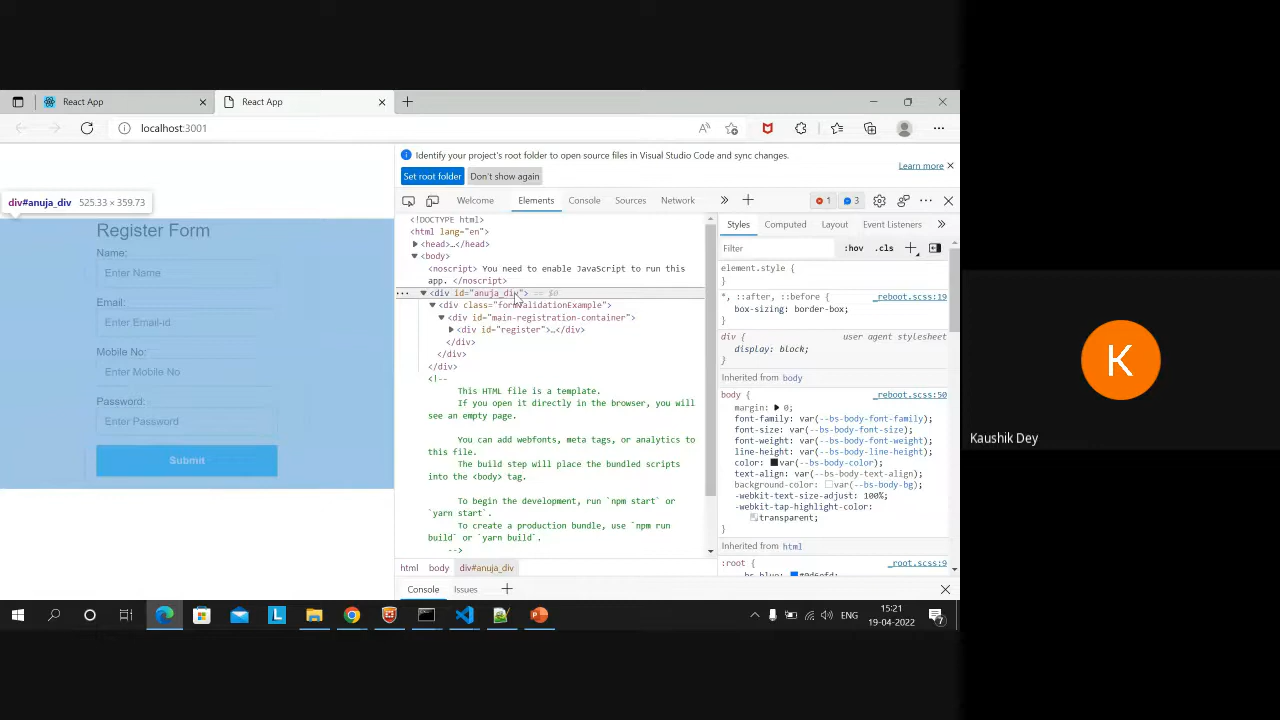 React App
React App
localhost:3001
Identify your project's root folder to open source files in Visual Studio Code and sync changes.
Learn more
Set root folder
Don't show again
div#anuja_div 525.33 × 359.73
Welcome
Elements
Console
Sources
Network
1
3
Register Form
Name:
Enter Name
Email:
Enter Email-id
Mobile No:
Enter Mobile No
Password:
Enter Password
Submit
<!DOCTYPE html>
<html lang="en">
<head>…</head>
<body>
<noscript> You need to enable JavaScript to run this
app. </noscript>
<div id="anuja_div"> == $0
<div class="formValidationExample">
<div id="main-registration-container">
<div id="register">…</div>
</div>
</div>
</div>
<!--
This HTML file is a template.
If you open it directly in the browser, you will
see an empty page.
You can add webfonts, meta tags, or analytics to
this file.
The build step will place the bundled scripts
into the <body> tag.
To begin the development, run `npm start` or
`yarn start`.
To create a production bundle, use `npm run
build` or `yarn build`.
-->
html
body
div#anuja_div
Styles
Computed
Layout
Event Listeners
Filter
:hov
.cls
element.style {
}
*, ::after, ::before {
_reboot.scss:19
box-sizing: border-box;
}
div {
user agent stylesheet
display: block;
}
Inherited from body
body {
_reboot.scss:50
margin: 0;
font-family: var(--bs-body-font-family);
font-size: var(--bs-body-font-size);
font-weight: var(--bs-body-font-weight);
line-height: var(--bs-body-line-height);
color: var(--bs-body-color);
text-align: var(--bs-body-text-align);
background-color: var(--bs-body-bg);
-webkit-text-size-adjust: 100%;
-webkit-tap-highlight-color:
transparent;
}
Inherited from html
:root {
_root.scss:9
Console
Issues
ENG
15:21
19-04-2022
7
K
Kaushik Dey